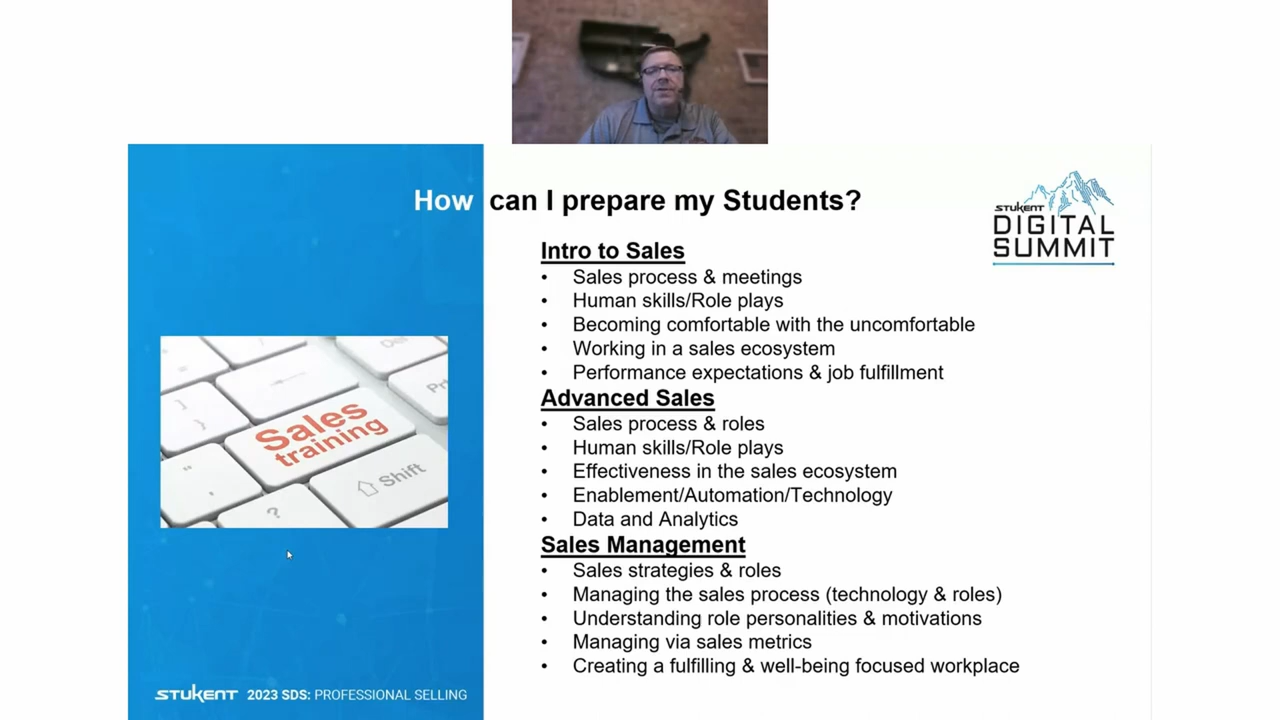 How can I prepare my Students?
STUKENT
DIGITAL
SUMMIT
Intro to Sales
• Sales process & meetings
• Human skills/Role plays
• Becoming comfortable with the uncomfortable
• Working in a sales ecosystem
• Performance expectations & job fulfillment
Advanced Sales
• Sales process & roles
• Human skills/Role plays
• Effectiveness in the sales ecosystem
• Enablement/Automation/Technology
• Data and Analytics
Sales Management
• Sales strategies & roles
• Managing the sales process (technology & roles)
• Understanding role personalities & motivations
• Managing via sales metrics
• Creating a fulfilling & well-being focused workplace
Sales
training
Shift
?
STUKENT 2023 SDS: PROFESSIONAL SELLING